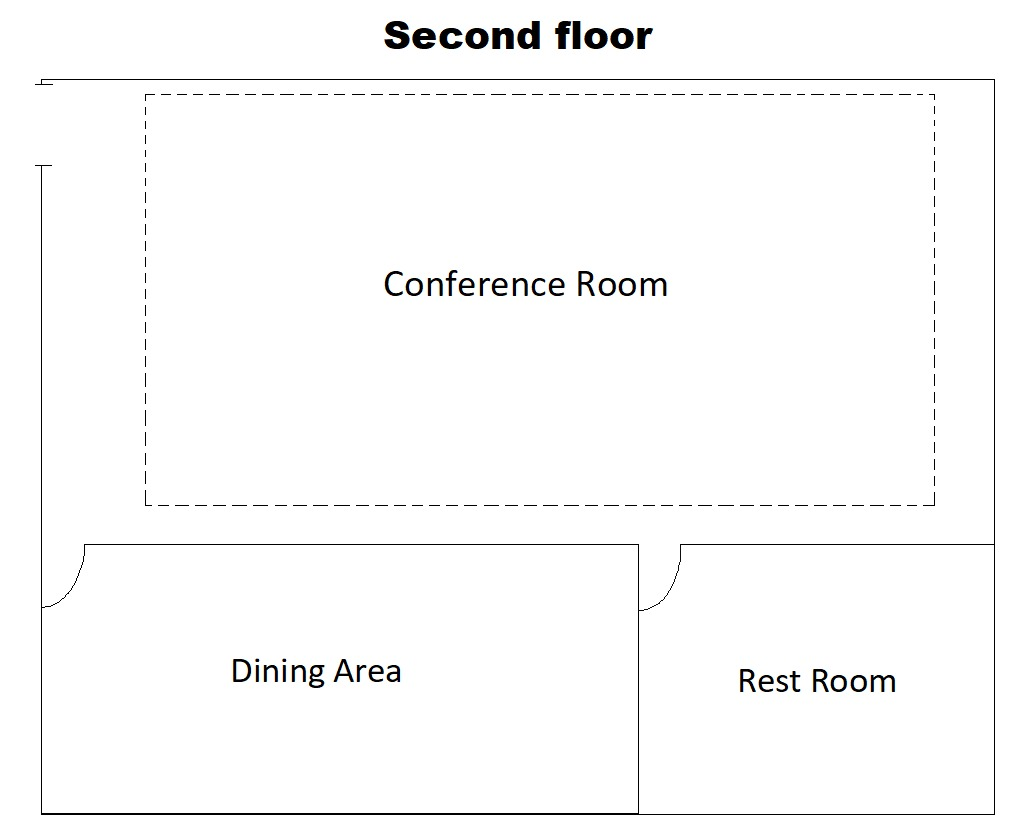 Second floor
Conference Room
Dining Area
Rest Room